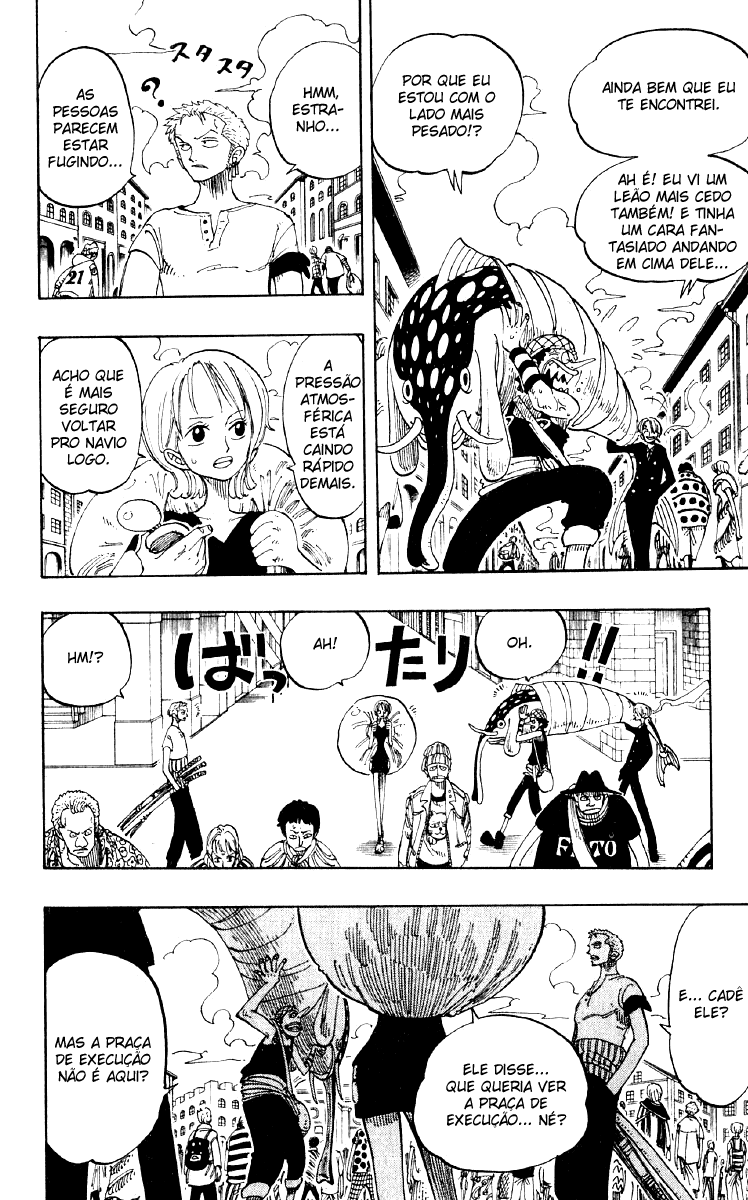 AINDA BEM QUE EU
TE ENCONTREI.
AH É! EU VI UM
LEÃO MAIS CEDO
TAMBÉM! E TINHA
UM CARA FAN-
TASIADO ANDANDO
EM CIMA DELE...
POR QUE EU
ESTOU COM O
LADO MAIS
PESADO!?
HMM,
ESTRA-
NHO...
スタ スタ
?
AS
PESSOAS
PARECEM
ESTAR
FUGINDO...
21
A
PRESSÃO
ATMOS-
FÉRICA
ESTÁ
CAINDO
RÁPIDO
DEMAIS.
ACHO QUE
É MAIS
SEGURO
VOLTAR
PRO NAVIO
LOGO.
OH.
AH!
HM!?
ばったり!!
E... CADÊ
ELE?
ELE DISSE...
QUE QUERIA VER
A PRAÇA DE
EXECUÇÃO... NÉ?
MAS A PRAÇA
DE EXECUÇÃO
NÃO É AQUI?